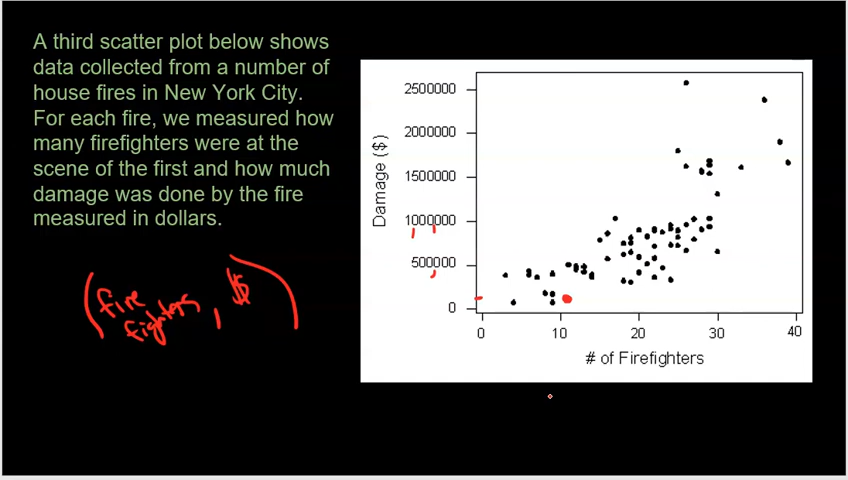 A third scatter plot below shows
data collected from a number of
house fires in New York City.
For each fire, we measured how
many firefighters were at the
scene of the first and how much
damage was done by the fire
measured in dollars.
(fire
fighters, $)
Damage ($)
2500000
2000000
1500000
1000000
500000
0
0 10 20 30 40
# of Firefighters